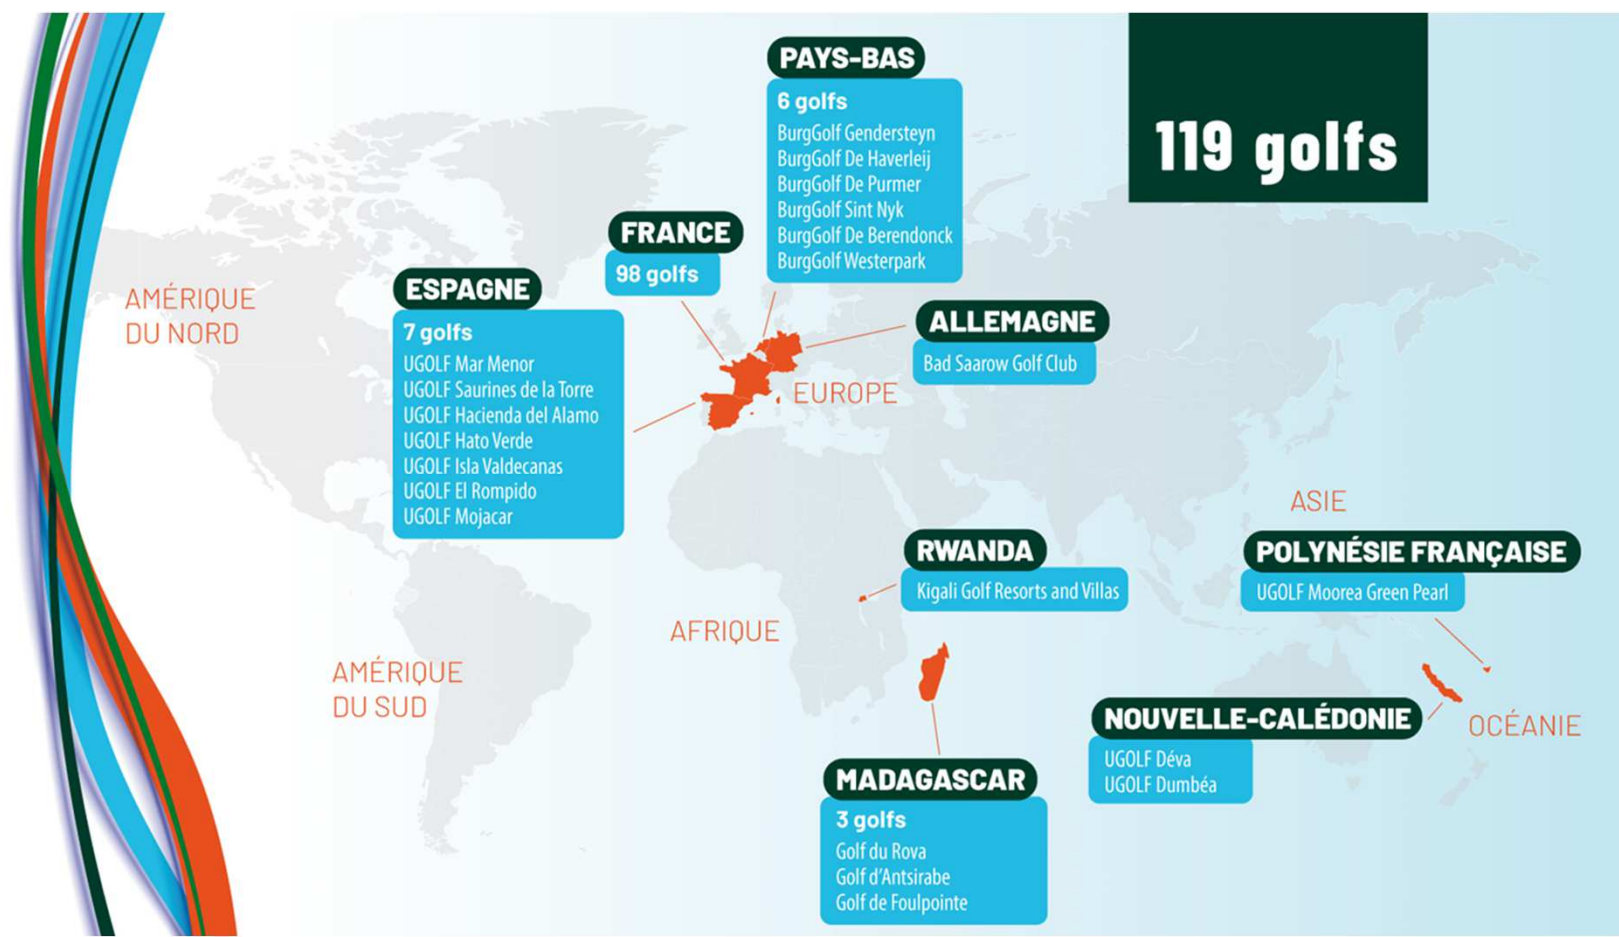 PAYS-BAS
6 golfs
BurgGolf Gendersteyn
BurgGolf De Haverleij
BurgGolf De Purmer
BurgGolf Sint Nyk
BurgGolf De Berendonck
BurgGolf Westerpark
119 golfs
FRANCE
98 golfs
ESPAGNE
7 golfs
UGOLF Mar Menor
UGOLF Saurines de la Torre
UGOLF Hacienda del Alamo
UGOLF Hato Verde
UGOLF Isla Valdecanas
UGOLF El Rompido
UGOLF Mojacar
ALLEMAGNE
Bad Saarow Golf Club
AMÉRIQUE
DU NORD
EUROPE
ASIE
RWANDA
Kigali Golf Resorts and Villas
POLYNÉSIE FRANÇAISE
UGOLF Moorea Green Pearl
AFRIQUE
AMÉRIQUE
DU SUD
NOUVELLE-CALÉDONIE
UGOLF Déva
UGOLF Dumbéa
OCÉANIE
MADAGASCAR
3 golfs
Golf du Rova
Golf d'Antsirabe
Golf de Foulpointe